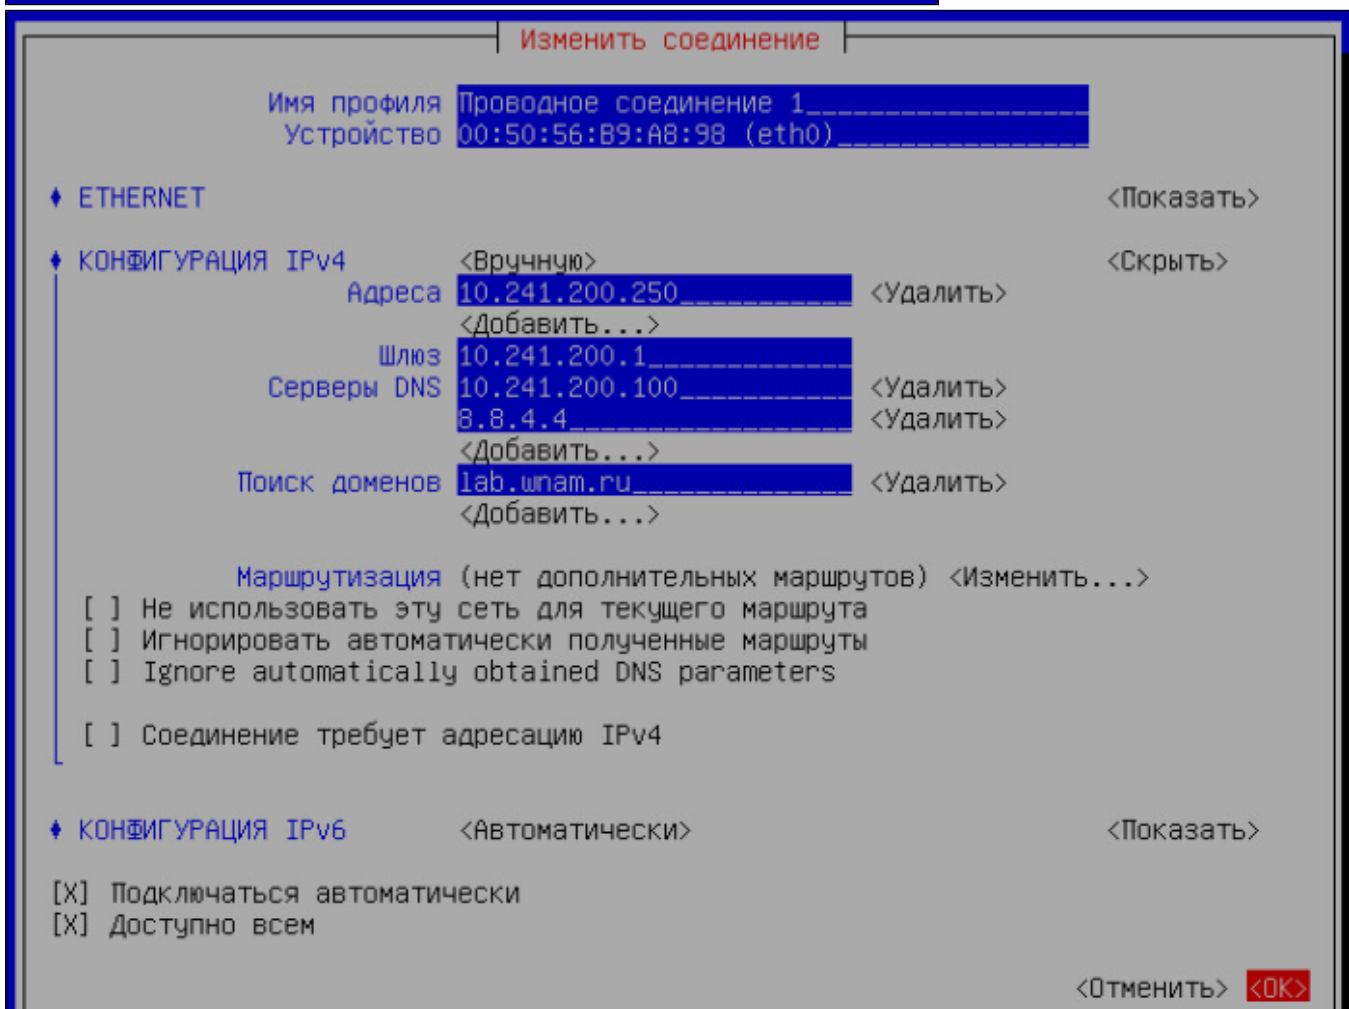 Изменить соединение
Имя профиля Проводное соединение 1
Устройство 00:50:56:B9:A8:98 (eth0)
ETHERNET <Показать>
КОНФИГУРАЦИЯ IPv4 <Вручную> <Скрыть>
Адреса 10.241.200.250 <Удалить>
<Добавить...>
Шлюз 10.241.200.1
Серверы DNS 10.241.200.100 <Удалить>
8.8.4.4 <Удалить>
<Добавить...>
Поиск доменов lab.wnam.ru <Удалить>
<Добавить...>
Маршрутизация (нет дополнительных маршрутов) <Изменить...>
[ ] Не использовать эту сеть для текущего маршрута
[ ] Игнорировать автоматически полученные маршруты
[ ] Ignore automatically obtained DNS parameters
[ ] Соединение требует адресацию IPv4
КОНФИГУРАЦИЯ IPv6 <Автоматически> <Показать>
[X] Подключаться автоматически
[X] Доступно всем
<Отменить> <OK>